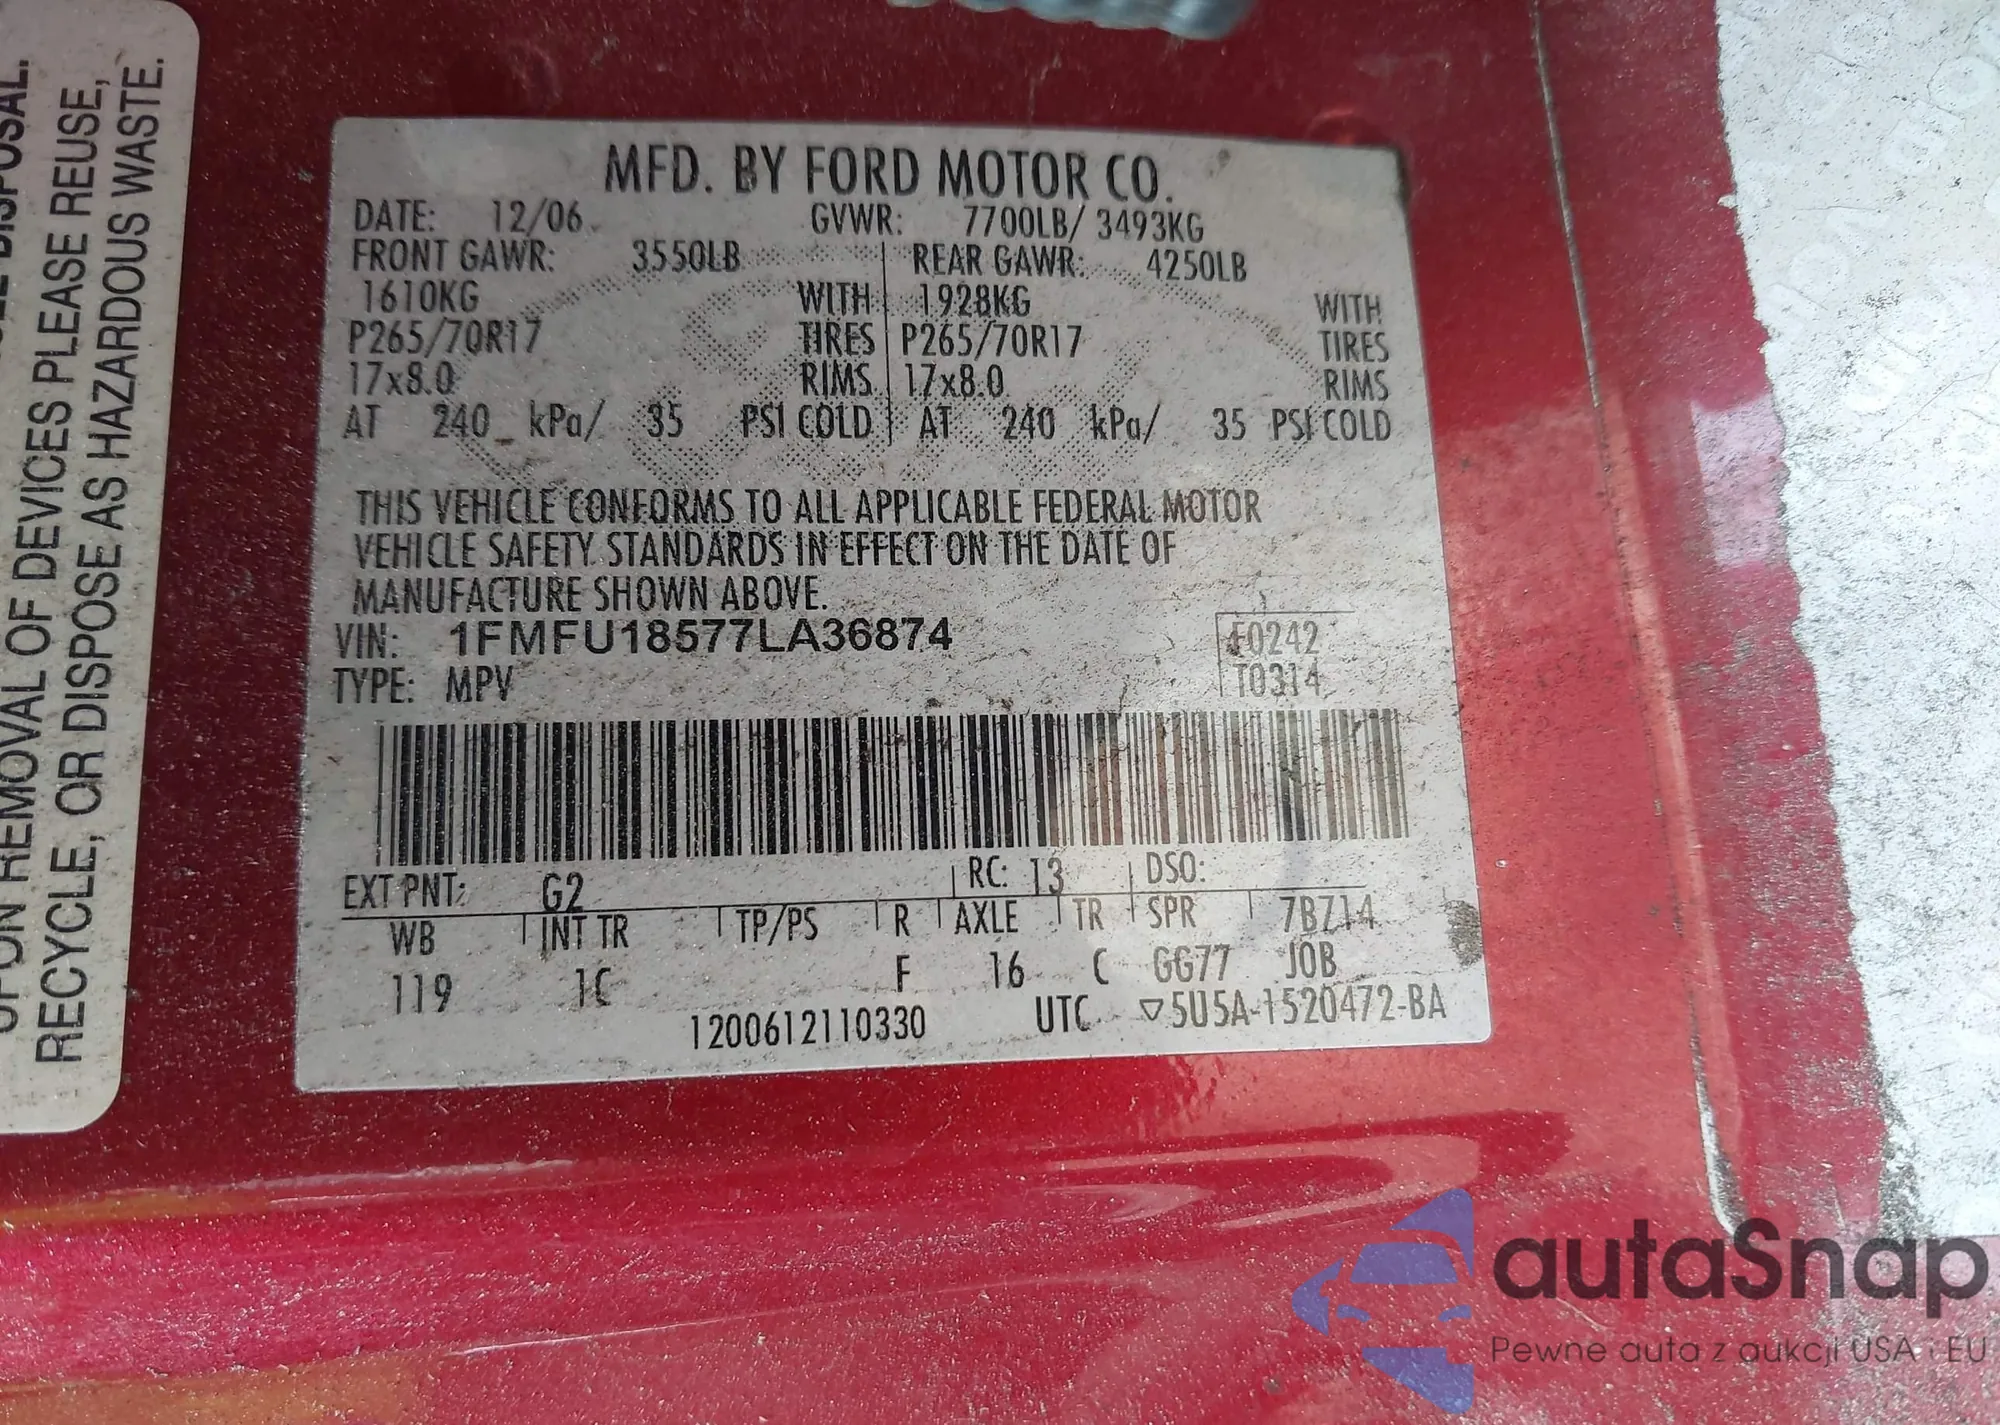 DISPOSAL.
UPON REMOVAL OF DEVICES PLEASE REUSE,
RECYCLE, OR DISPOSE AS HAZARDOUS WASTE.
MFD. BY FORD MOTOR CO.
DATE: 12/06 GVWR: 7700LB/ 3493KG
FRONT GAWR: 3550LB REAR GAWR: 4250LB
1610KG WITH 1928KG WITH
P265/70R17 TIRES P265/70R17 TIRES
17x8.0 RIMS 17x8.0 RIMS
AT 240 kPa/ 35 PSI COLD AT 240 kPa/ 35 PSI COLD
THIS VEHICLE CONFORMS TO ALL APPLICABLE FEDERAL MOTOR
VEHICLE SAFETY STANDARDS IN EFFECT ON THE DATE OF
MANUFACTURE SHOWN ABOVE.
VIN: 1FMFU18577LA36874 F0242
TYPE: MPV T0314
EXT PNT: G2 RC: 13 DSO:
WB INT TR TP/PS R AXLE TR SPR 7BZ14
119 1C F 16 C GG77 JOB
1200612110330 UTC ▽5U5A-1520472-BA
autaSnap
Pewne auta z aukcji USA i EU